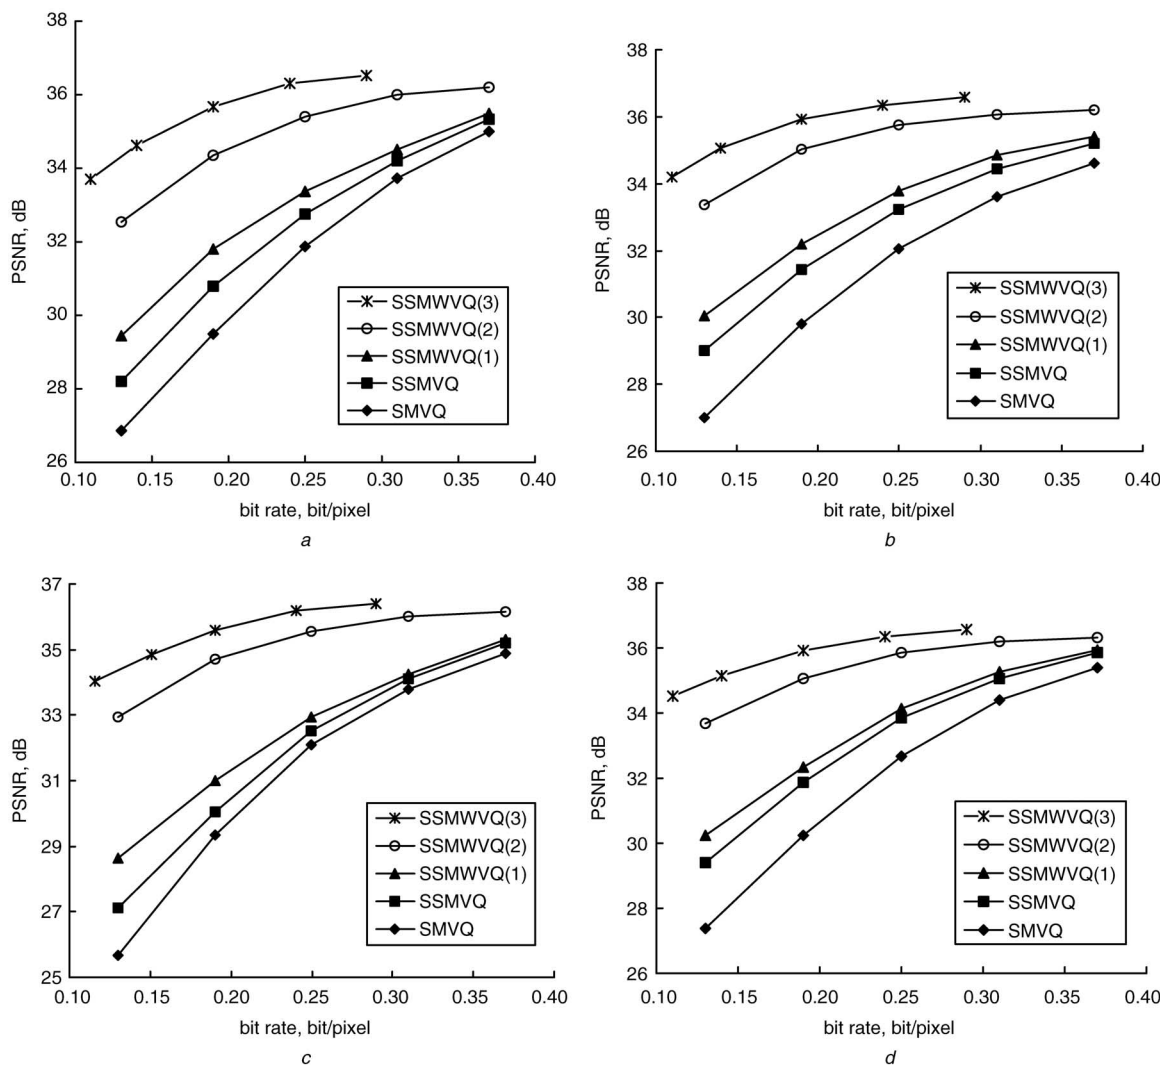 38
36
34
32
30
28
26
PSNR, dB
SSMWVQ(3)
SSMWVQ(2)
SSMWVQ(1)
SSMVQ
SMVQ
0.10 0.15 0.20 0.25 0.30 0.35 0.40
bit rate, bit/pixel
a
38
36
34
32
30
28
26
PSNR, dB
SSMWVQ(3)
SSMWVQ(2)
SSMWVQ(1)
SSMVQ
SMVQ
0.10 0.15 0.20 0.25 0.30 0.35 0.40
bit rate, bit/pixel
b
37
35
33
31
29
27
25
PSNR, dB
SSMWVQ(3)
SSMWVQ(2)
SSMWVQ(1)
SSMVQ
SMVQ
0.10 0.15 0.20 0.25 0.30 0.35 0.40
bit rate, bit/pixel
c
38
36
34
32
30
28
26
PSNR, dB
SSMWVQ(3)
SSMWVQ(2)
SSMWVQ(1)
SSMVQ
SMVQ
0.10 0.15 0.20 0.25 0.30 0.35 0.40
bit rate, bit/pixel
d